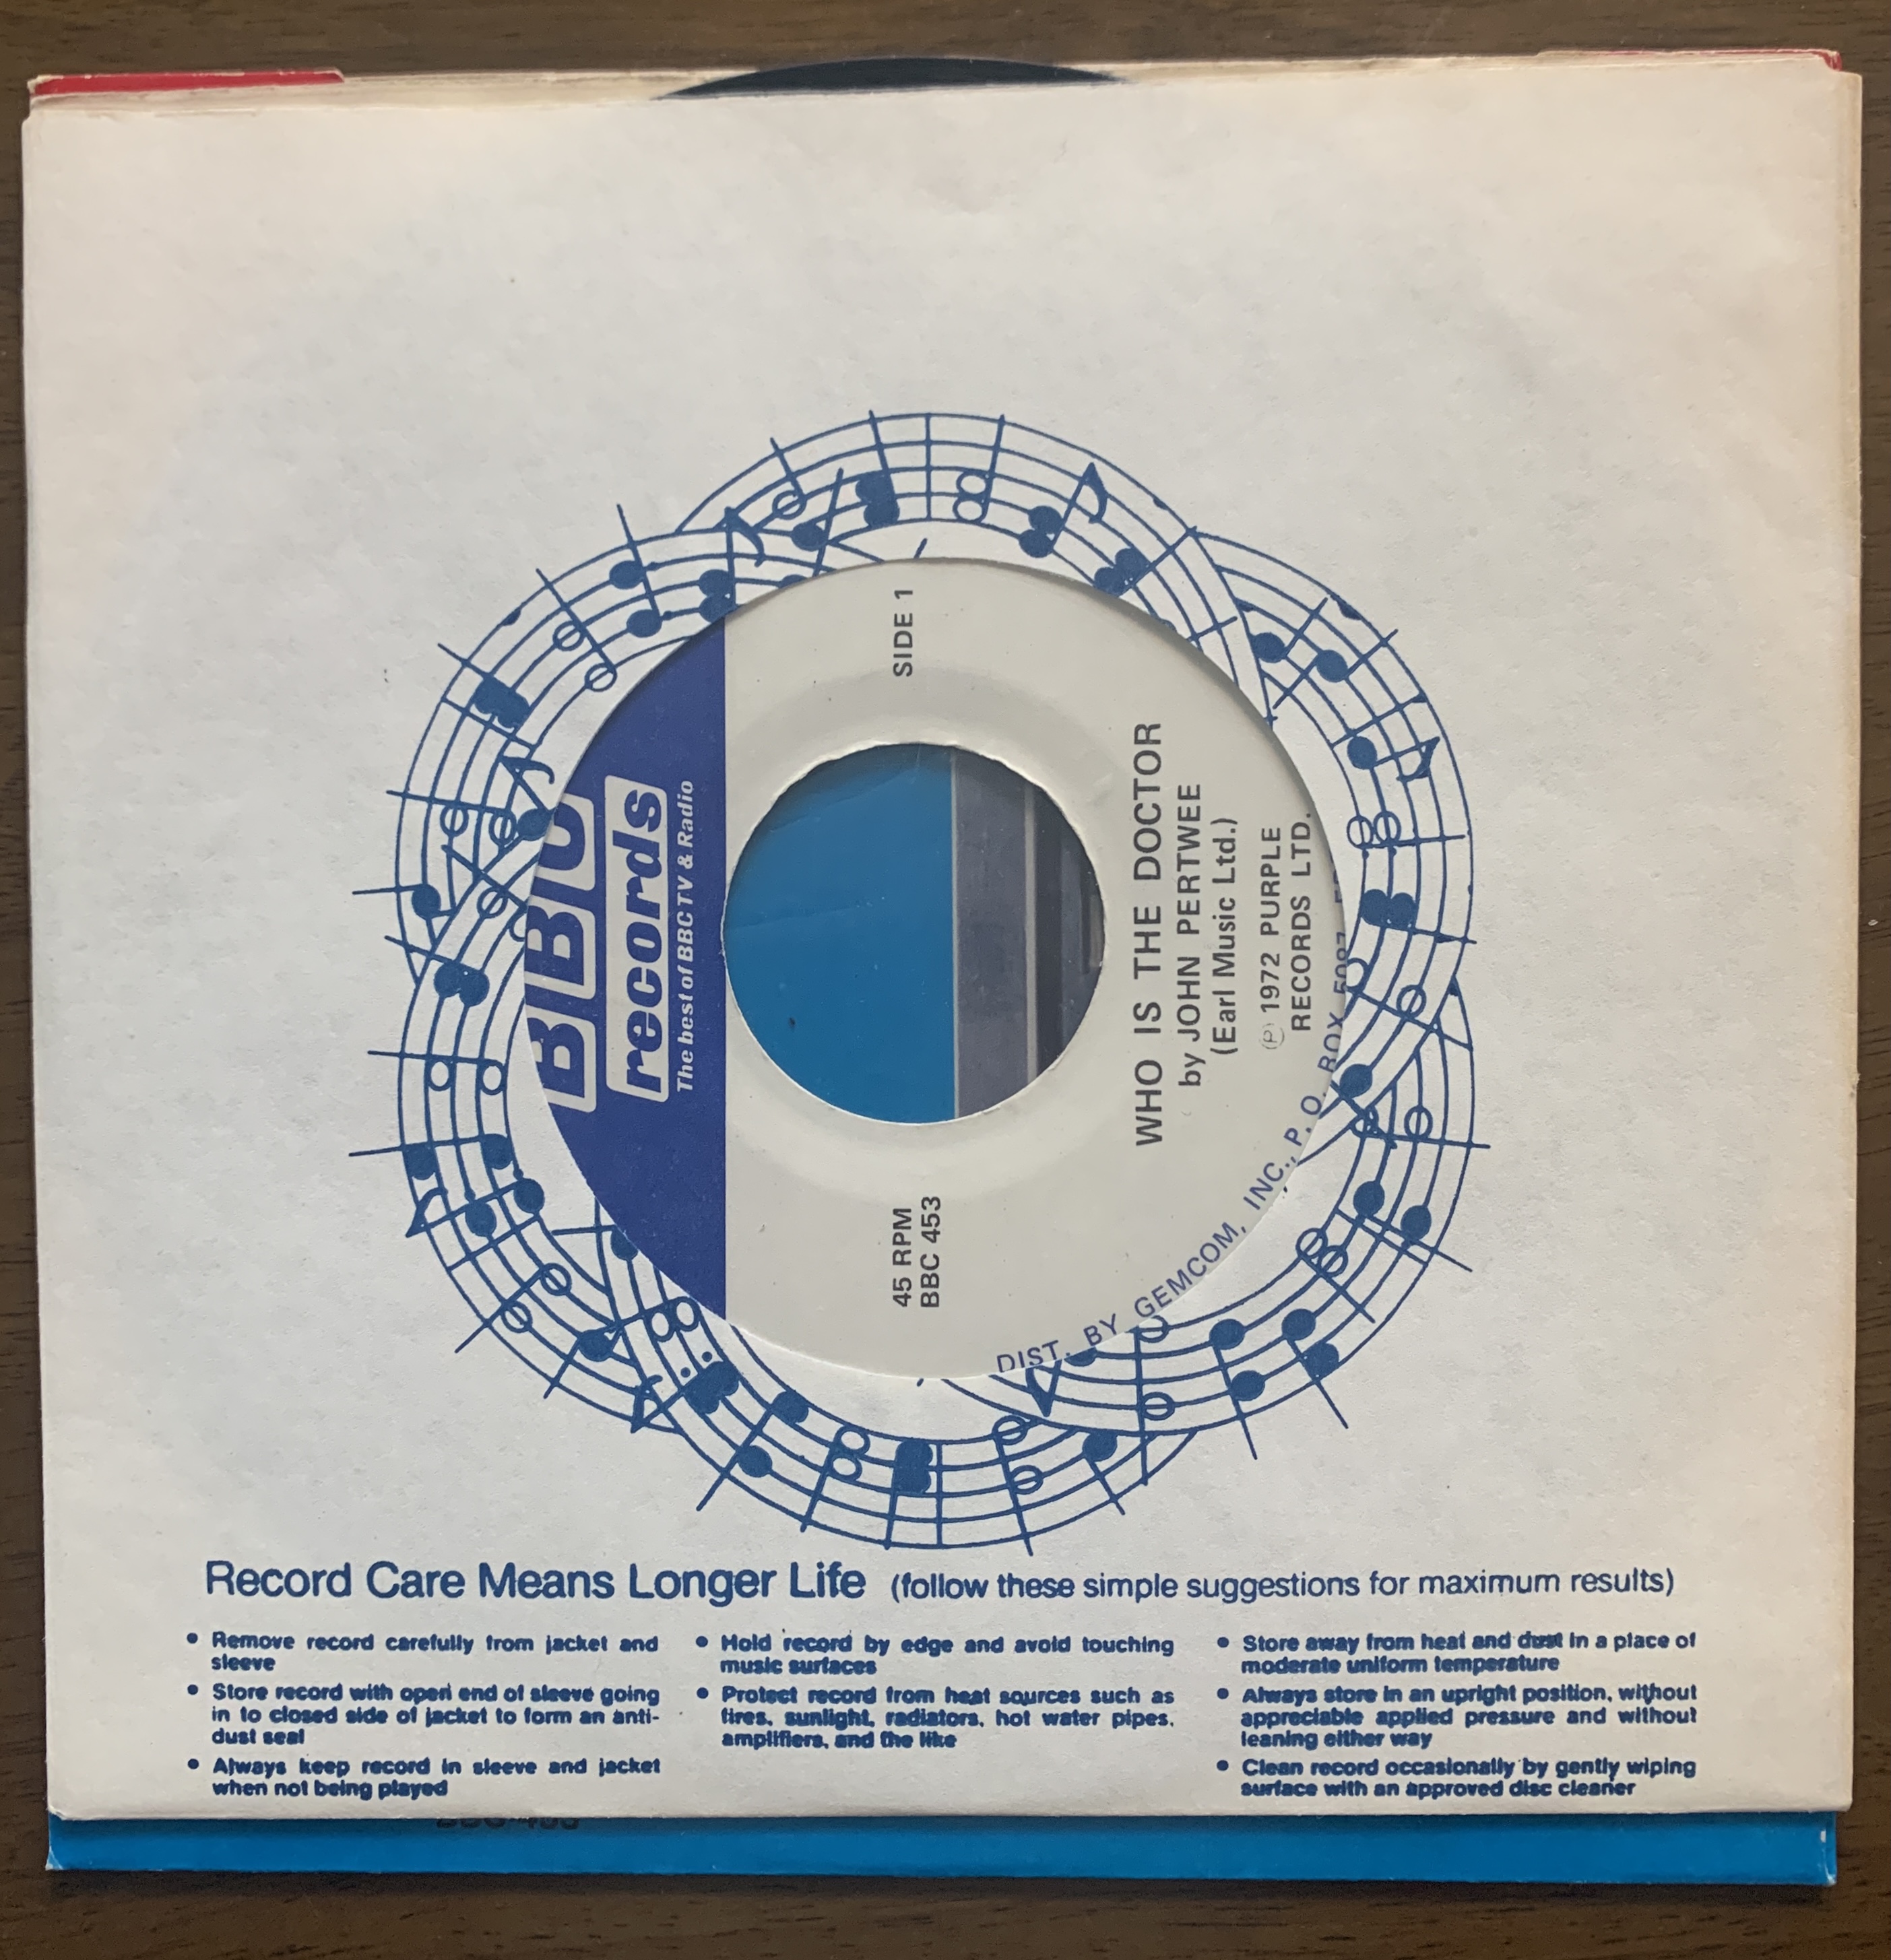 BBC
records
The best of BBC TV & Radio
SIDE 1
45 RPM
BBC 453
WHO IS THE DOCTOR
by JOHN PERTWEE
(Earl Music Ltd.)
℗ 1972 PURPLE
RECORDS LTD.
DIST. BY GEMCOM, INC., P.O. BOX
Record Care Means Longer Life (follow these simple suggestions for maximum results)
• Remove record carefully from jacket and
sleeve
• Store record with open end of sleeve going
in to closed side of jacket to form an anti-
dust seal
• Always keep record in sleeve and jacket
when not being played
• Hold record by edge and avoid touching
music surfaces
• Protect record from heat sources such as
fires, sunlight, radiators, hot water pipes,
amplifiers, and the like
• Store away from heat and dust in a place of
moderate uniform temperature
• Always store in an upright position, without
appreciable applied pressure and without
leaning either way
• Clean record occasionally by gently wiping
surface with an approved disc cleaner